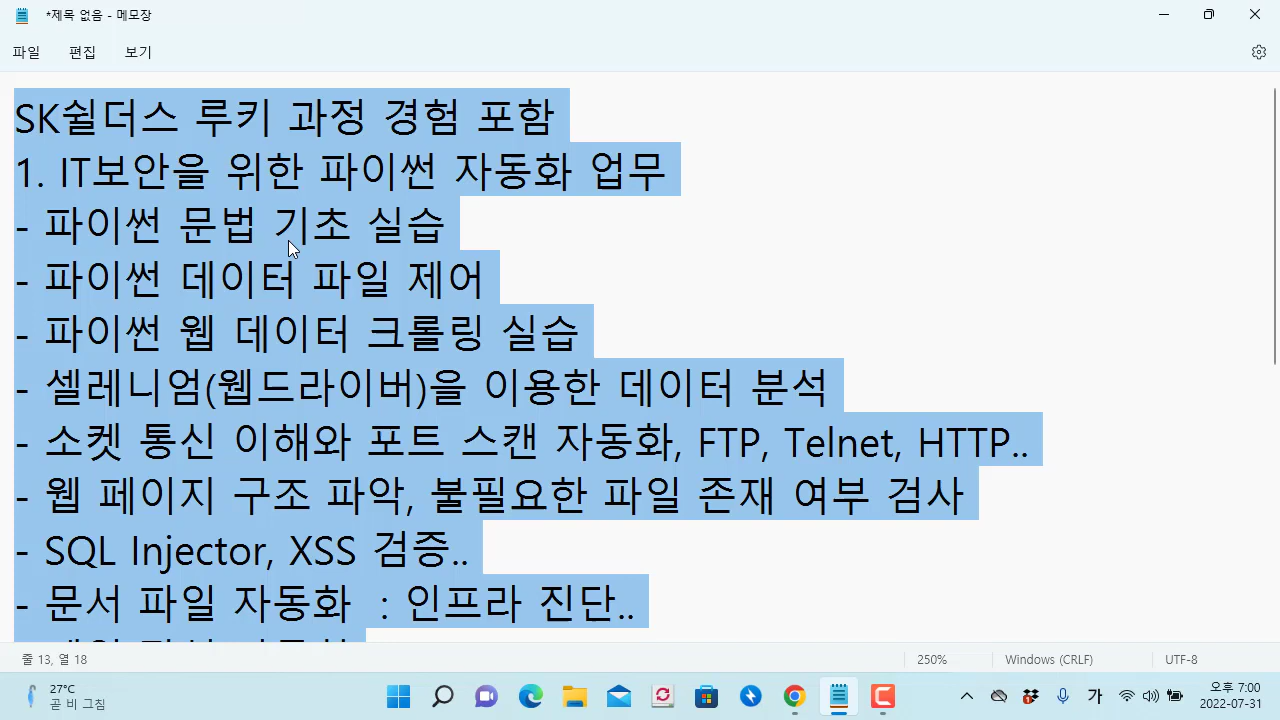 *제목 없음 - 메모장
파일 편집 보기
SK쉴더스 루키 과정 경험 포함
1. IT보안을 위한 파이썬 자동화 업무
- 파이썬 문법 기초 실습
- 파이썬 데이터 파일 제어
- 파이썬 웹 데이터 크롤링 실습
- 셀레니엄(웹드라이버)을 이용한 데이터 분석
- 소켓 통신 이해와 포트 스캔 자동화, FTP, Telnet, HTTP..
- 웹 페이지 구조 파악, 불필요한 파일 존재 여부 검사
- SQL Injector, XSS 검증..
- 문서 파일 자동화 : 인프라 진단..
줄 13, 열 18 250% Windows (CRLF) UTF-8
27°C
곧 비 그침
가
오후 7:00
2022-07-31